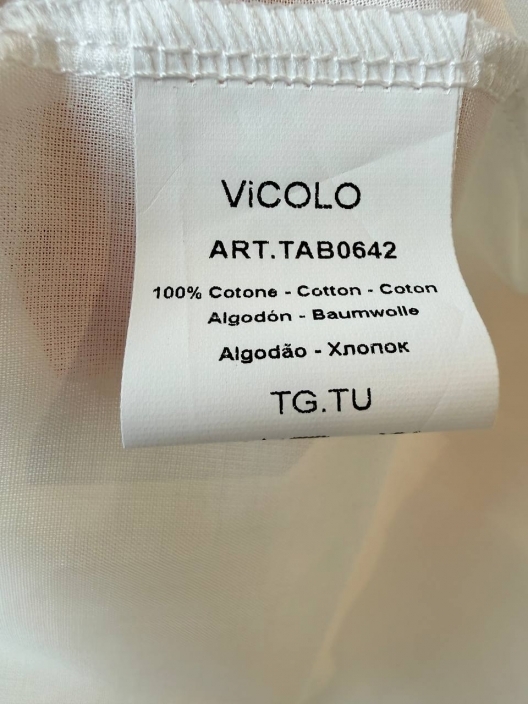 ViCOLO
ART.TAB0642
100% Cotone - Cotton - Coton
Algodón - Baumwolle
Algodão - Хлопок
TG.TU